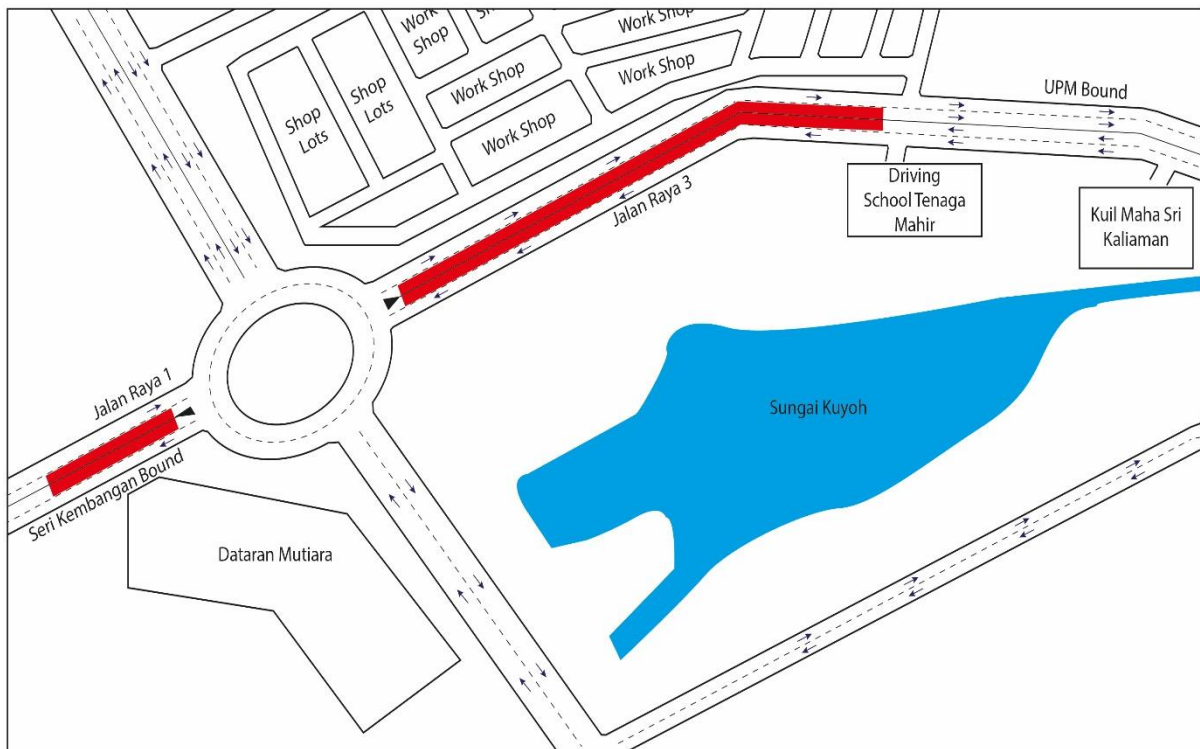 Work
Shop
Work Shop
Shop
Lots
Shop
Lots
Work Shop
Work Shop
Work Shop
UPM Bound
Jalan Raya 3
Driving
School Tenaga
Mahir
Kuil Maha Sri
Kaliaman
Jalan Raya 1
Seri Kembangan Bound
Sungai Kuyoh
Dataran Mutiara